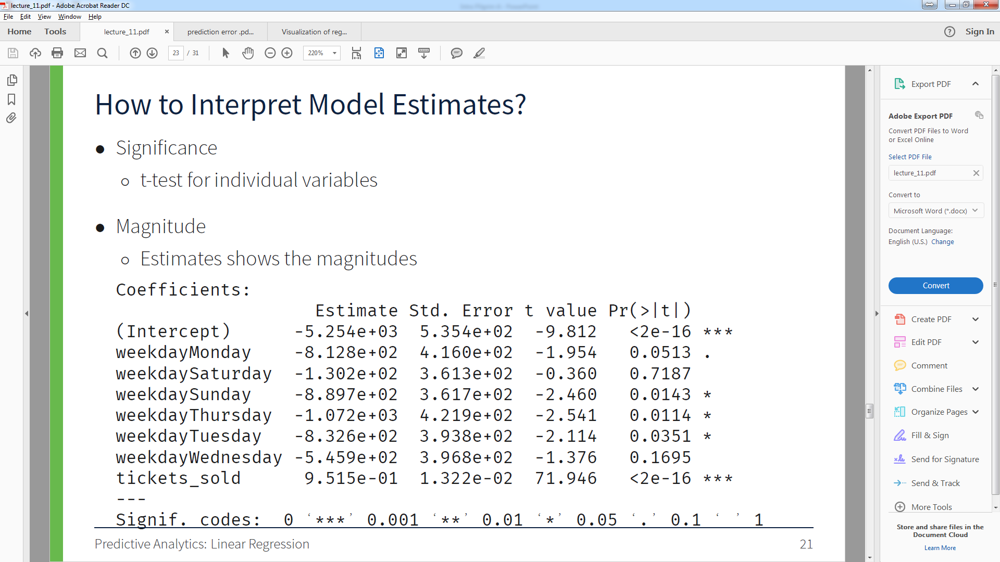 lecture_11.pdf - Adobe Acrobat Reader DC
File Edit View Window Help
Home Tools lecture_11.pdf × prediction error .pd... Visualization of reg... ? Sign In
23 / 31 220%
How to Interpret Model Estimates?
● Significance
○ t-test for individual variables
● Magnitude
○ Estimates shows the magnitudes
Coefficients:
Estimate Std. Error t value Pr(>|t|)
(Intercept) -5.254e+03 5.354e+02 -9.812 <2e-16 ***
weekdayMonday -8.128e+02 4.160e+02 -1.954 0.0513 .
weekdaySaturday -1.302e+02 3.613e+02 -0.360 0.7187
weekdaySunday -8.897e+02 3.617e+02 -2.460 0.0143 *
weekdayThursday -1.072e+03 4.219e+02 -2.541 0.0114 *
weekdayTuesday -8.326e+02 3.938e+02 -2.114 0.0351 *
weekdayWednesday -5.459e+02 3.968e+02 -1.376 0.1695
tickets_sold 9.515e-01 1.322e-02 71.946 <2e-16 ***
---
Signif. codes: 0 ‘***’ 0.001 ‘**’ 0.01 ‘*’ 0.05 ‘.’ 0.1 ‘ ’ 1
Predictive Analytics: Linear Regression 21
Export PDF
Adobe Export PDF
Convert PDF Files to Word
or Excel Online
Select PDF File
lecture_11.pdf
Convert to
Microsoft Word (*.docx)
Document Language:
English (U.S.) Change
Convert
Create PDF
Edit PDF
Comment
Combine Files
Organize Pages
Fill & Sign
Send for Signature
Send & Track
More Tools
Store and share files in the
Document Cloud
Learn More